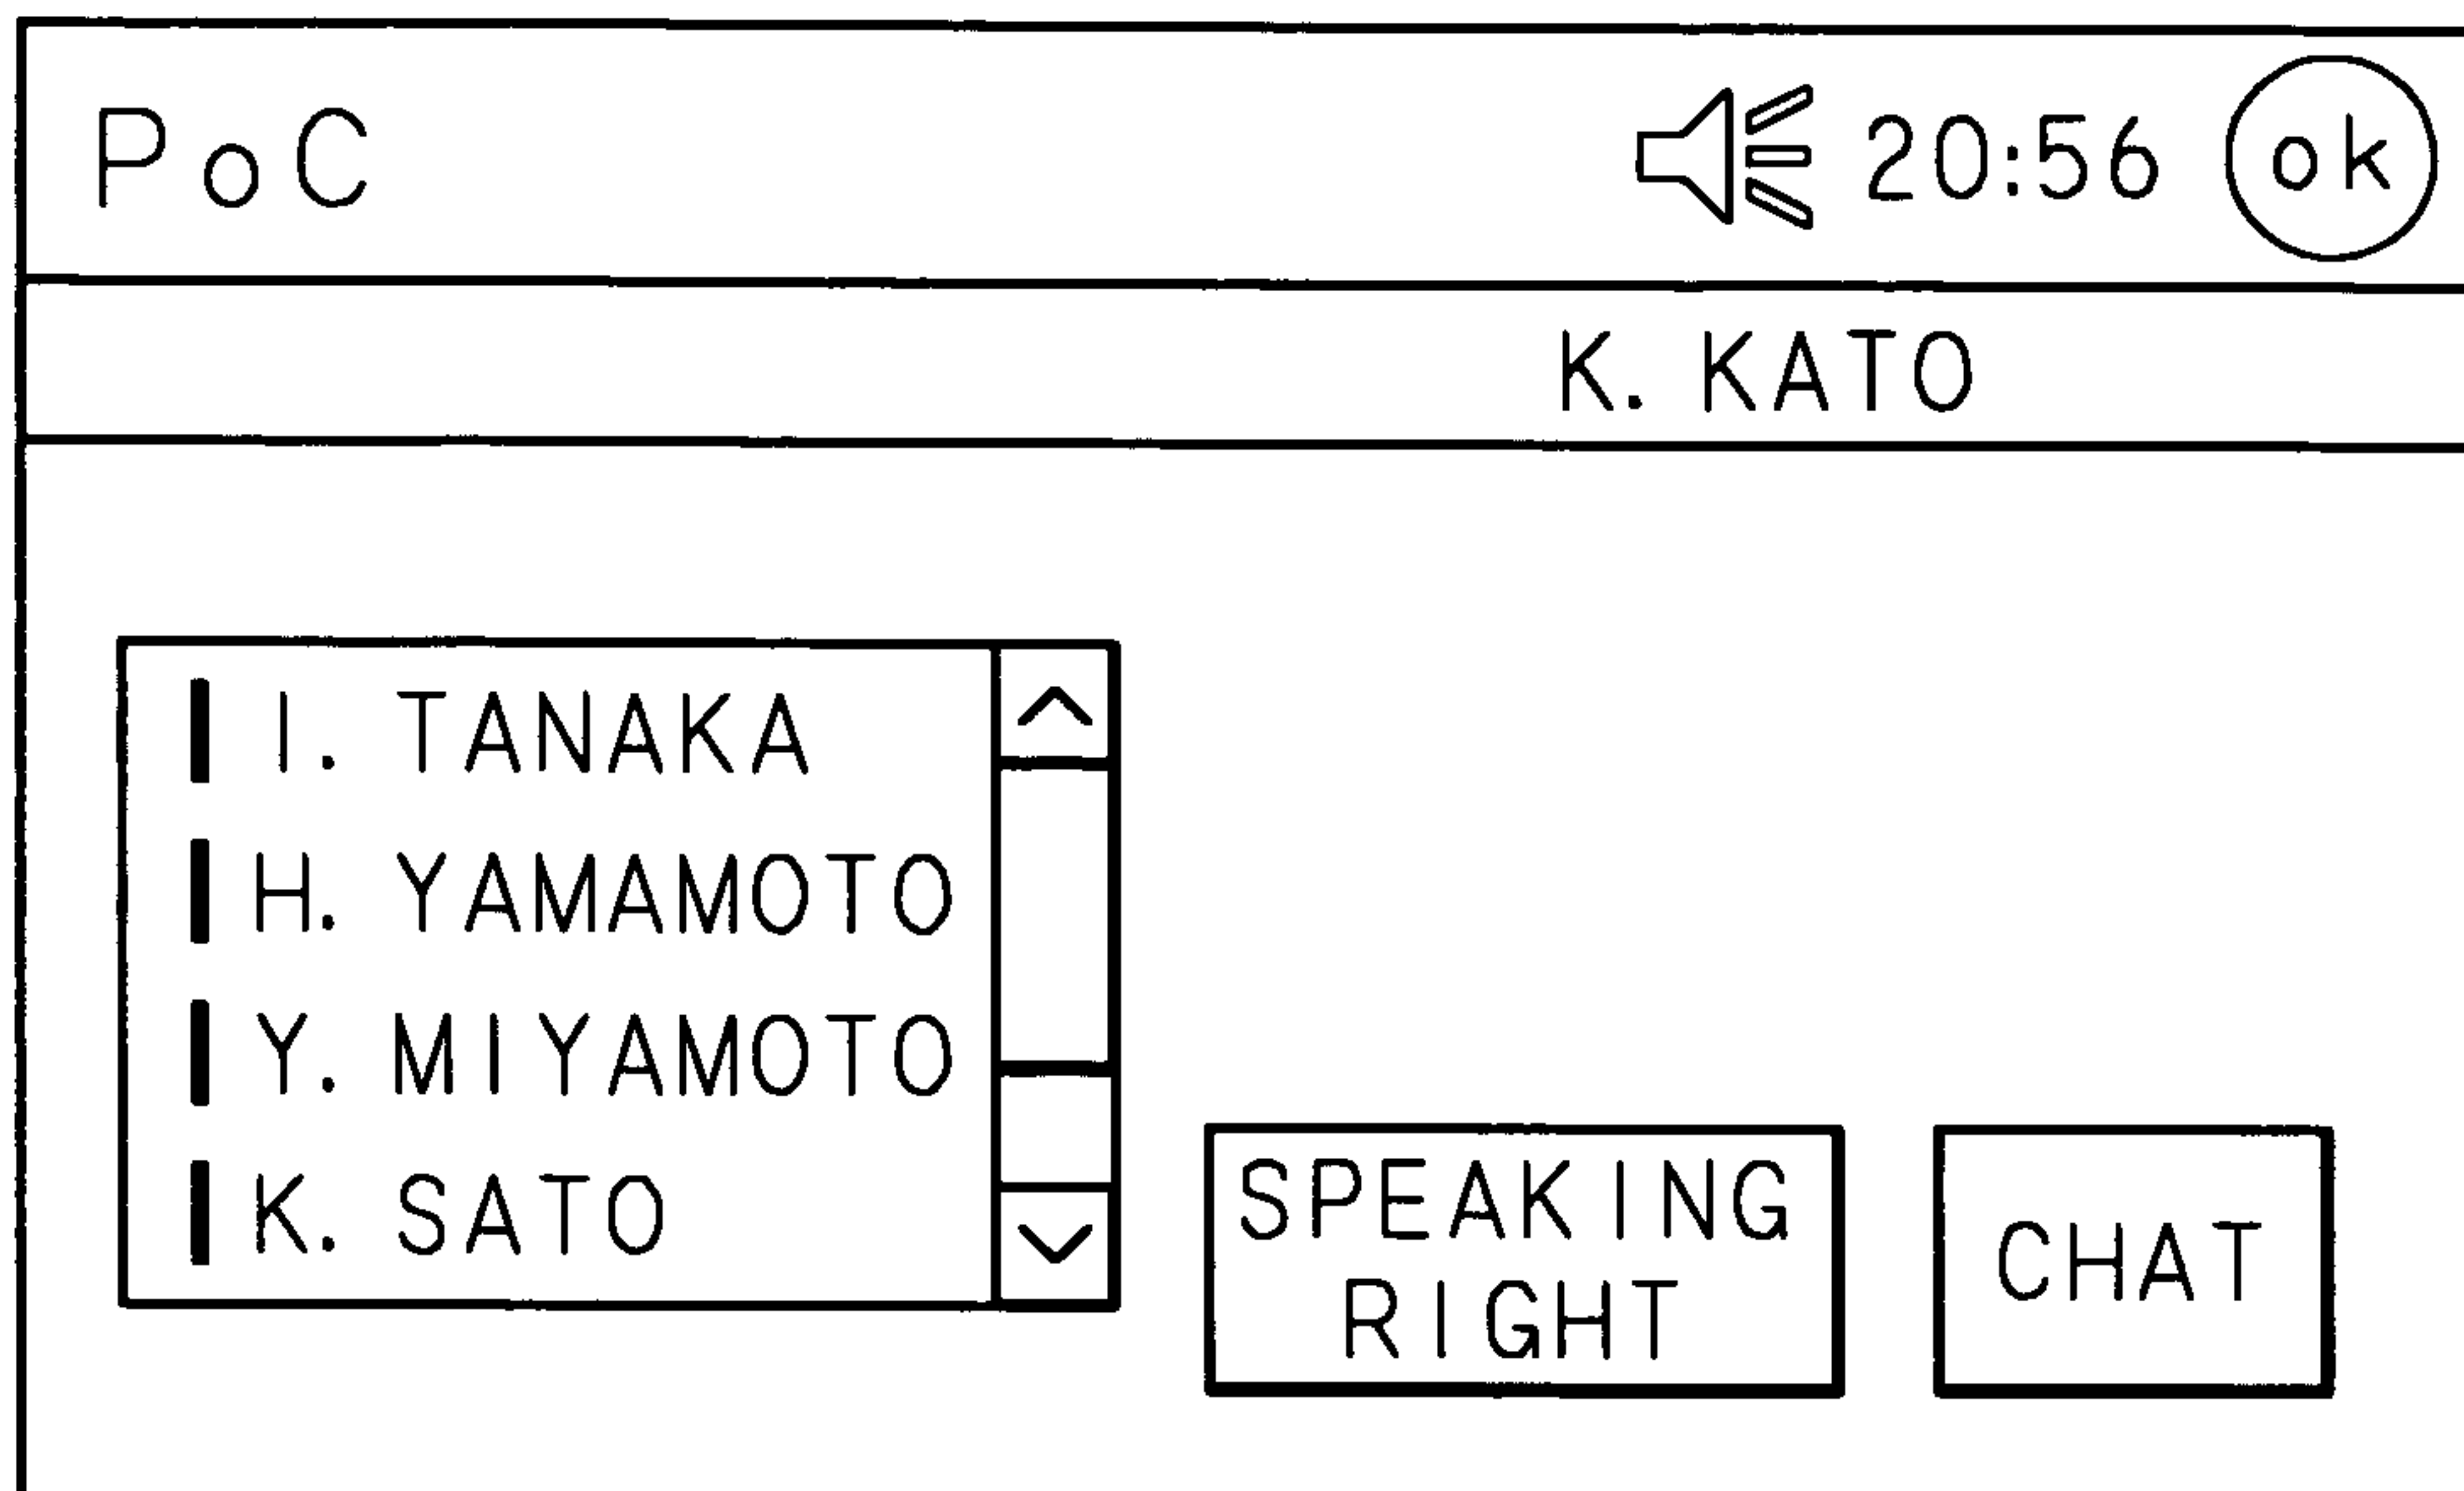 PoC 20:56 ok
K. KATO
I. TANAKA
H. YAMAMOTO
Y. MIYAMOTO
K. SATO
SPEAKING
RIGHT
CHAT